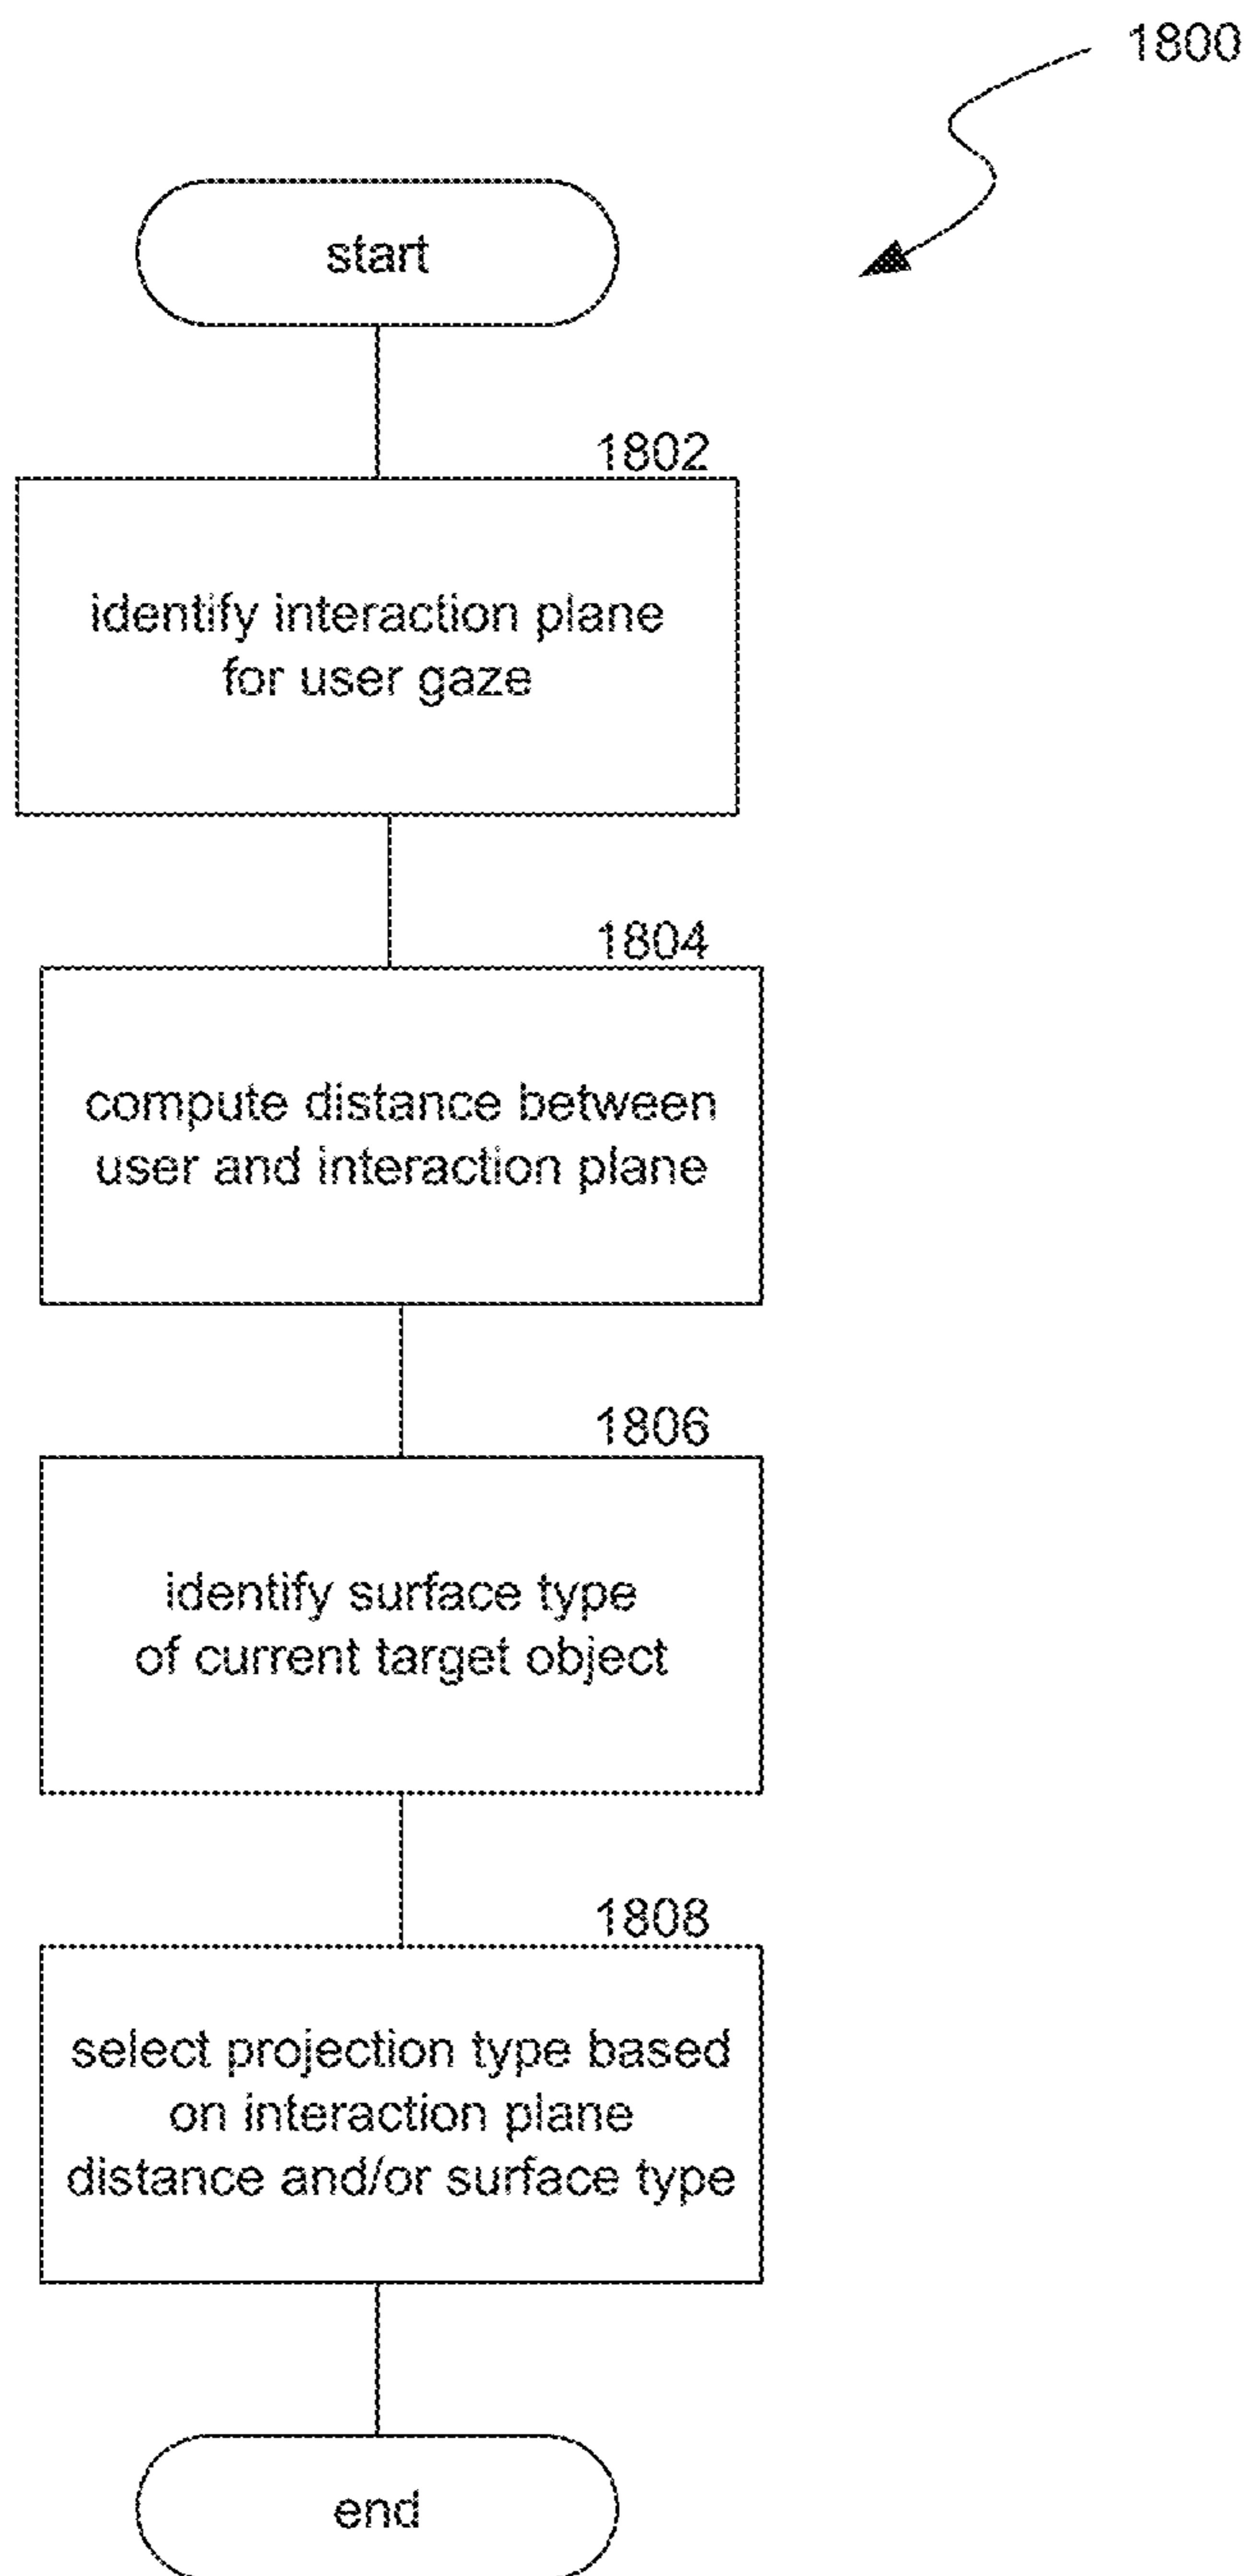 1800
start
1802
identify interaction plane
for user gaze
1804
compute distance between
user and interaction plane
1806
identify surface type
of current target object
1808
select projection type based
on interaction plane
distance and/or surface type
end